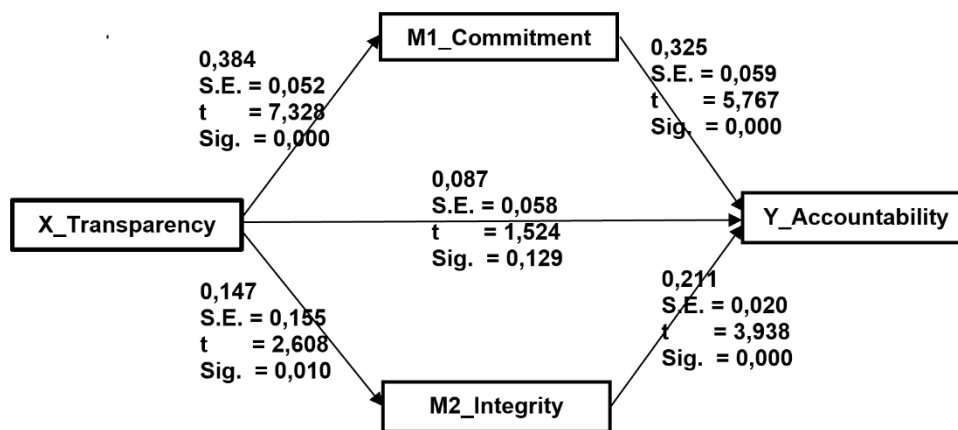 M1_Commitment
0,384
S.E. = 0,052
t = 7,328
Sig. = 0,000
0,325
S.E. = 0,059
t = 5,767
Sig. = 0,000
X_Transparency
0,087
S.E. = 0,058
t = 1,524
Sig. = 0,129
Y_Accountability
0,147
S.E. = 0,155
t = 2,608
Sig. = 0,010
0,211
S.E. = 0,020
t = 3,938
Sig. = 0,000
M2_Integrity